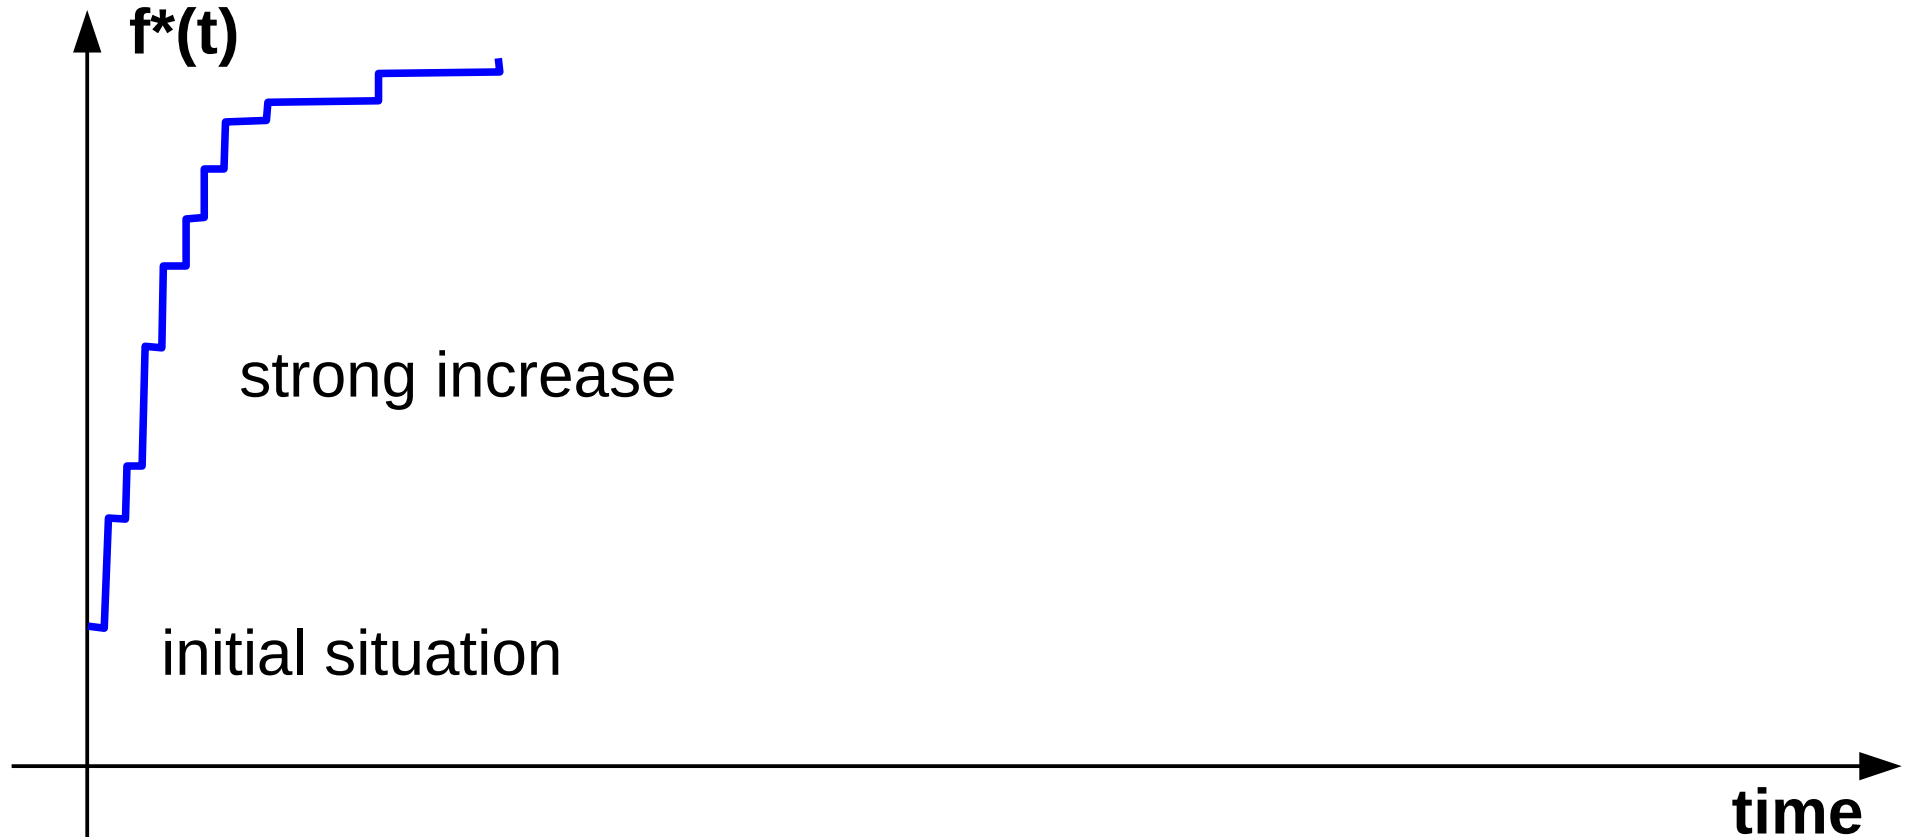 f*(t)
strong increase
initial situation
time